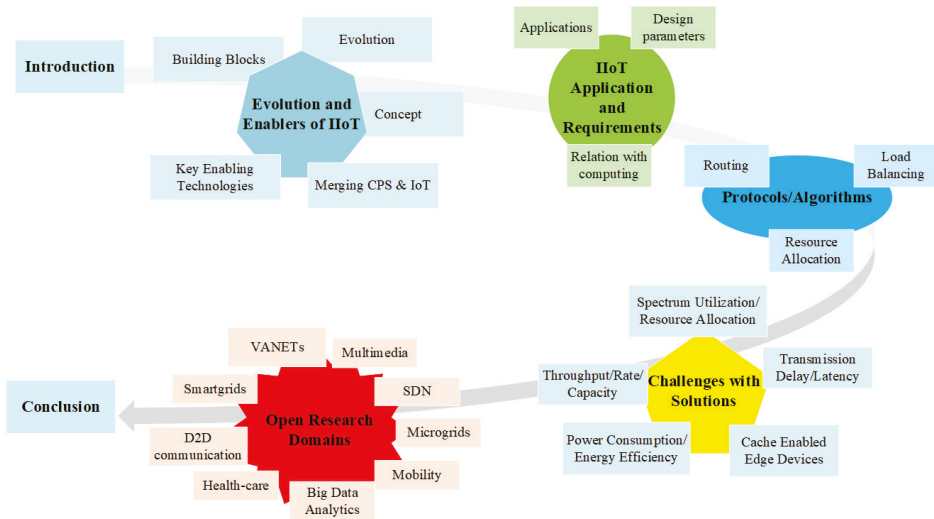 Introduction
Building Blocks
Evolution
Evolution and
Enablers of IIoT
Concept
Key Enabling
Technologies
Merging CPS & IoT
Applications
Design
parameters
IIoT
Application
and
Requirements
Relation with
computing
Routing
Load
Balancing
Protocols/Algorithms
Resource
Allocation
Spectrum Utilization/
Resource Allocation
Throughput/Rate/
Capacity
Challenges with
Solutions
Transmission
Delay/Latency
Power Consumption/
Energy Efficiency
Cache Enabled
Edge Devices
VANETs
Multimedia
Smartgrids
SDN
Open Research
Domains
Microgrids
D2D
communication
Mobility
Health-care
Big Data
Analytics
Conclusion